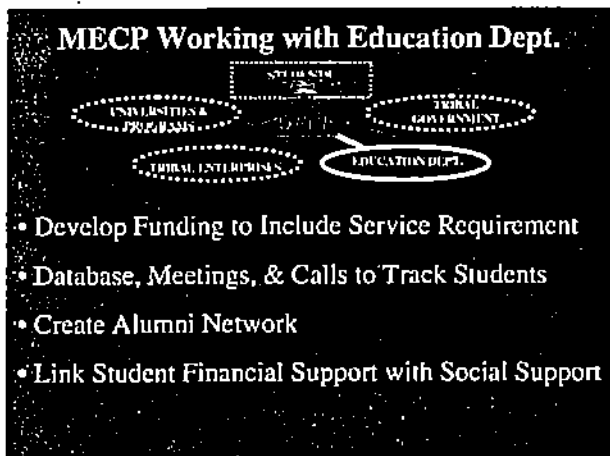 MECP Working with Education Dept.
STUDENTS
UNIVERSITIES &
PROGRAMS
TRIBAL
GOVERNMENT
TRIBAL ENTERPRISES
EDUCATION DEPT.
• Develop Funding to Include Service Requirement
• Database, Meetings, & Calls to Track Students
• Create Alumni Network
• Link Student Financial Support with Social Support